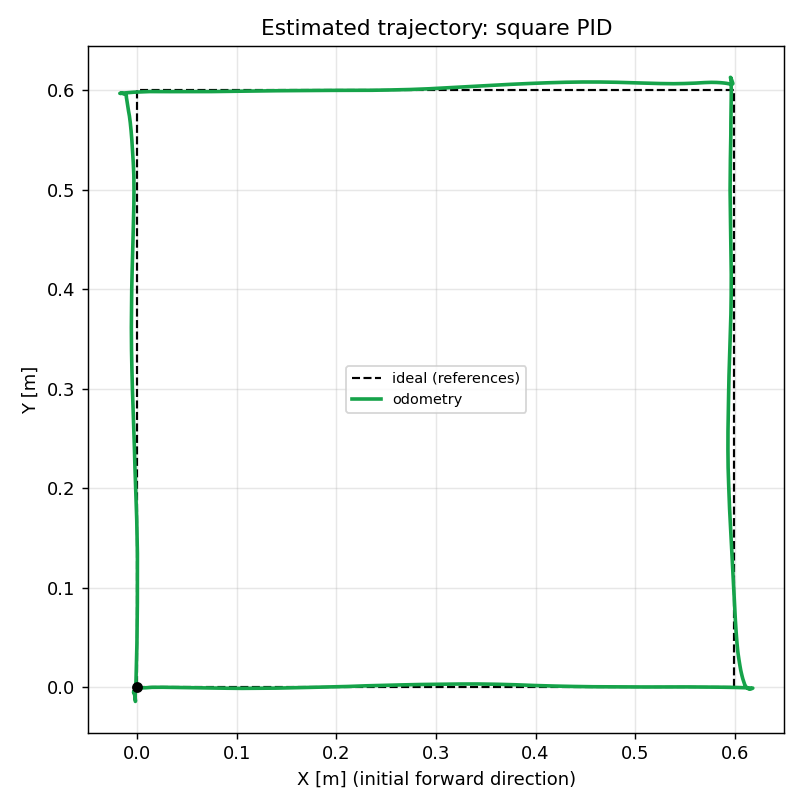 Estimated trajectory: square PID
0.6
0.5
0.4
0.3
0.2
0.1
0.0
Y [m]
ideal (references)
odometry
0.0 0.1 0.2 0.3 0.4 0.5 0.6
X [m] (initial forward direction)